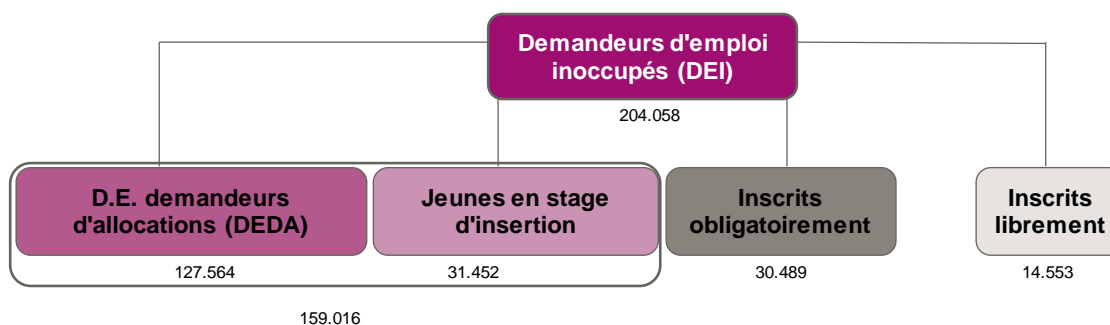 Demandeurs d'emploi
inoccupés (DEI)
204.058
D.E. demandeurs
d'allocations (DEDA)
Jeunes en stage
d'insertion
Inscrits
obligatoirement
Inscrits
librement
127.564
31.452
30.489
14.553
159.016